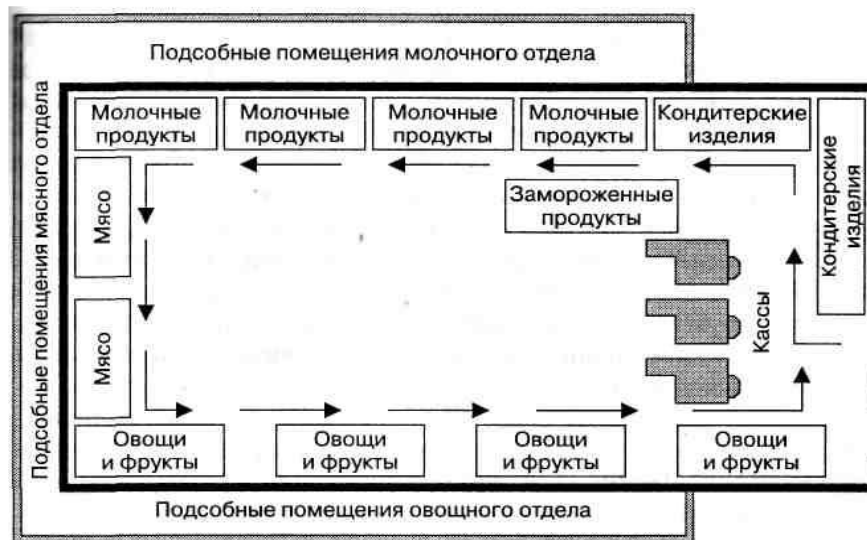 Подсобные помещения молочного отдела
Подсобные помещения мясного отдела
Молочные
продукты
Молочные
продукты
Молочные
продукты
Молочные
продукты
Кондитерские
изделия
Кондитерские
изделия
Замороженные
продукты
Мясо
Мясо
Кассы
Овощи
и фрукты
Овощи
и фрукты
Овощи
и фрукты
Овощи
и фрукты
Подсобные помещения овощного отдела